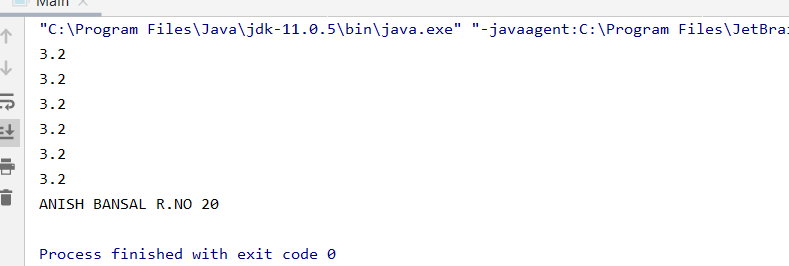 Main
"C:\Program Files\Java\jdk-11.0.5\bin\java.exe" "-javaagent:C:\Program Files\JetBrai
3.2
3.2
3.2
3.2
3.2
3.2
ANISH BANSAL R.NO 20
Process finished with exit code 0